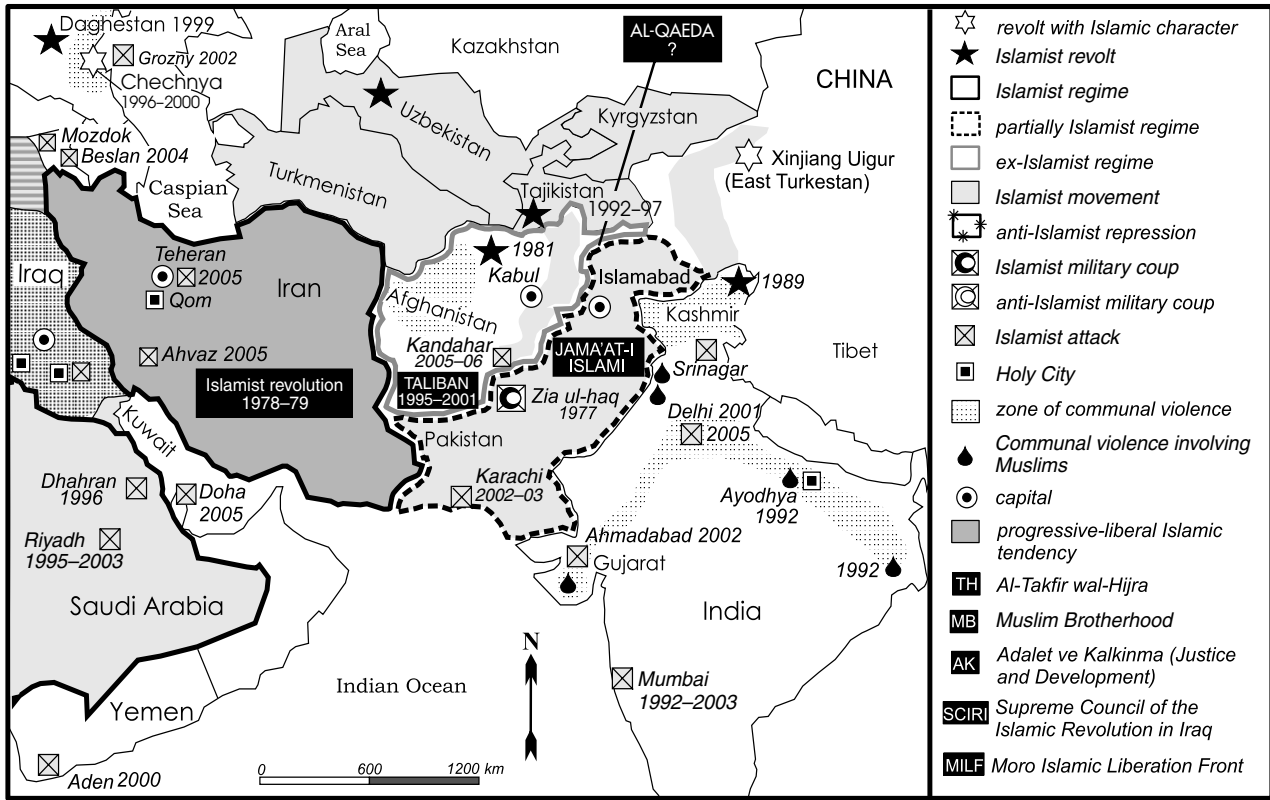 Daghestan 1999
Grozny 2002
Chechnya
1996–2000
Mozdok
Beslan 2004
Caspian
Sea
Aral
Sea
Kazakhstan
AL-QAEDA
?
CHINA
Uzbekistan
Kyrgyzstan
Turkmenistan
Tajikistan
1992–97
Xinjiang Uigur
(East Turkestan)
Iraq
Teheran
2005
Qom
Iran
Ahvaz 2005
Islamist revolution
1978–79
1981
Kabul
Afghanistan
Kandahar
2005–06
TALIBAN
1995–2001
Islamabad
JAMA'AT-I
ISLAMI
Zia ul-haq
1977
Pakistan
Karachi
2002–03
1989
Kashmir
Srinagar
Tibet
Delhi 2001
2005
Ayodhya
1992
1992
Ahmadabad 2002
Gujarat
India
Mumbai
1992–2003
Kuwait
Dhahran
1996
Doha
2005
Riyadh
1995–2003
Saudi Arabia
Yemen
Aden 2000
Indian Ocean
N
0 600 1200 km
revolt with Islamic character
Islamist revolt
Islamist regime
partially Islamist regime
ex-Islamist regime
Islamist movement
anti-Islamist repression
Islamist military coup
anti-Islamist military coup
Islamist attack
Holy City
zone of communal violence
Communal violence involving
Muslims
capital
progressive-liberal Islamic
tendency
TH Al-Takfir wal-Hijra
MB Muslim Brotherhood
AK Adalet ve Kalkinma (Justice
and Development)
SCIRI Supreme Council of the
Islamic Revolution in Iraq
MILF Moro Islamic Liberation Front